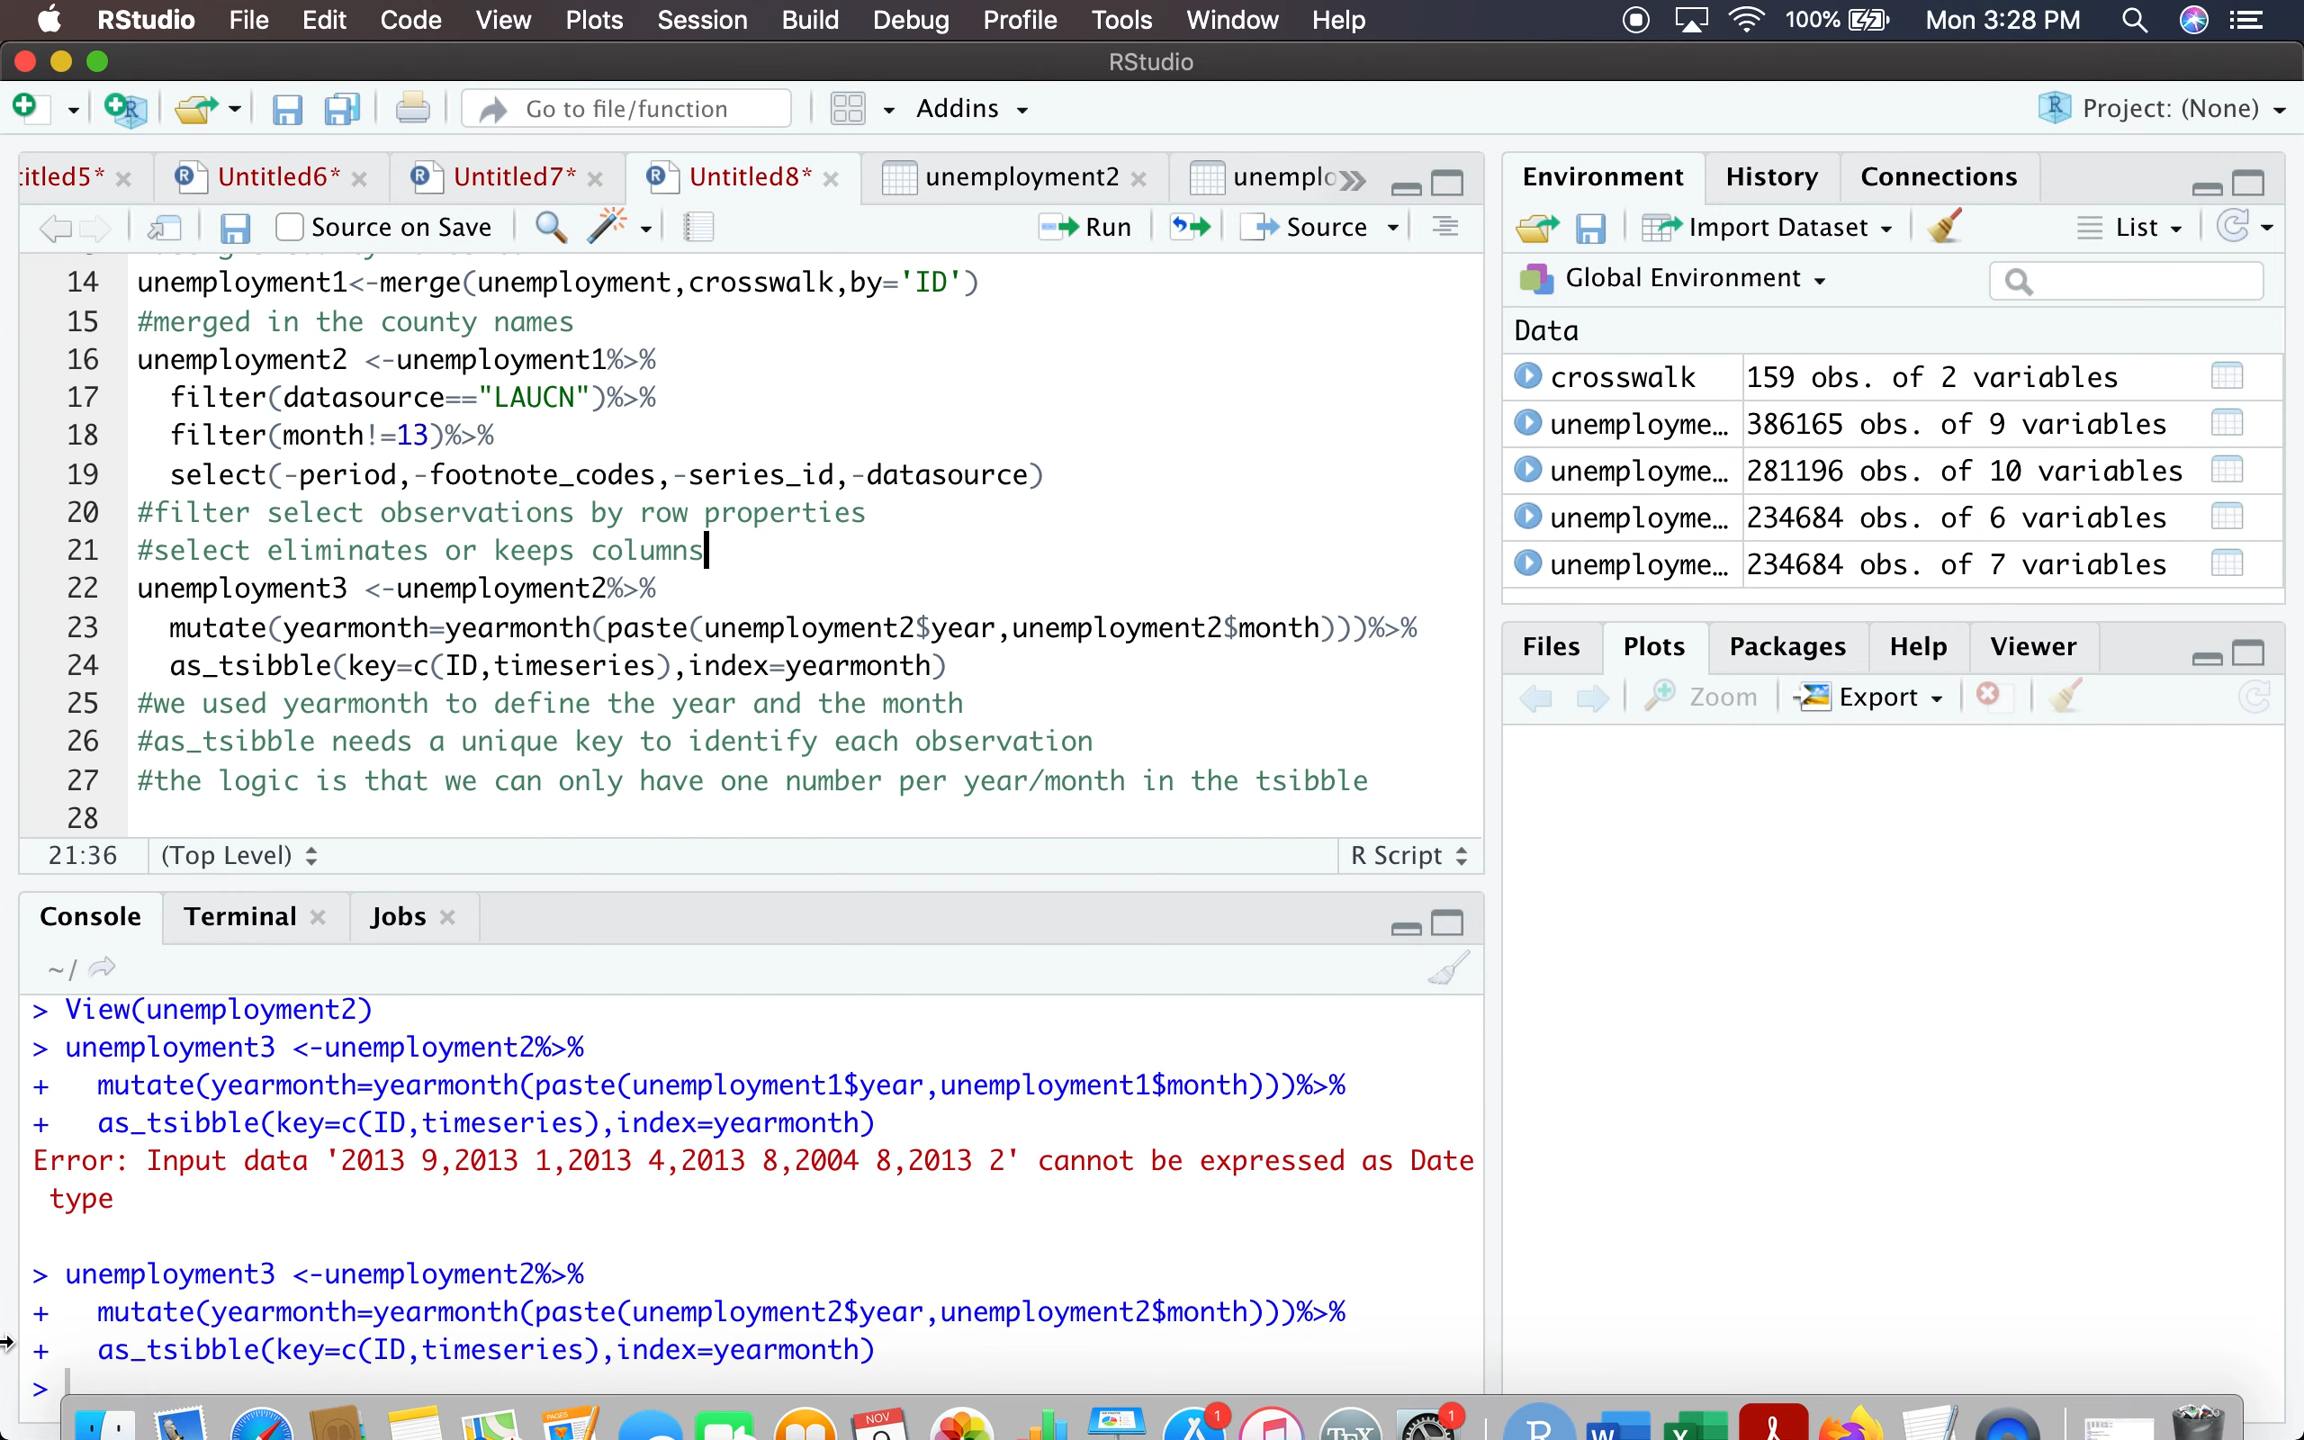 RStudio File Edit Code View Plots Session Build Debug Profile Tools Window Help 100% Mon 3:28 PM
RStudio
Go to file/function Addins Project: (None)
itled5* Untitled6* Untitled7* Untitled8* unemployment2 unemplo
Source on Save Run Source
14 unemployment1<-merge(unemployment,crosswalk,by='ID')
15 #merged in the county names
16 unemployment2 <-unemployment1%>%
17 filter(datasource=="LAUCN")%>%
18 filter(month!=13)%>%
19 select(-period,-footnote_codes,-series_id,-datasource)
20 #filter select observations by row properties
21 #select eliminates or keeps columns
22 unemployment3 <-unemployment2%>%
23 mutate(yearmonth=yearmonth(paste(unemployment2$year,unemployment2$month)))%>%
24 as_tsibble(key=c(ID,timeseries),index=yearmonth)
25 #we used yearmonth to define the year and the month
26 #as_tsibble needs a unique key to identify each observation
27 #the logic is that we can only have one number per year/month in the tsibble
28
21:36 (Top Level) R Script
Console Terminal Jobs
~/
> View(unemployment2)
> unemployment3 <-unemployment2%>%
+ mutate(yearmonth=yearmonth(paste(unemployment1$year,unemployment1$month)))%>%
+ as_tsibble(key=c(ID,timeseries),index=yearmonth)
Error: Input data '2013 9,2013 1,2013 4,2013 8,2004 8,2013 2' cannot be expressed as Date
type
> unemployment3 <-unemployment2%>%
+ mutate(yearmonth=yearmonth(paste(unemployment2$year,unemployment2$month)))%>%
+ as_tsibble(key=c(ID,timeseries),index=yearmonth)
>
Environment History Connections
Import Dataset List
Global Environment
Data
crosswalk 159 obs. of 2 variables
unemployme… 386165 obs. of 9 variables
unemployme… 281196 obs. of 10 variables
unemployme… 234684 obs. of 6 variables
unemployme… 234684 obs. of 7 variables
Files Plots Packages Help Viewer
Zoom Export
PAGES NOV 1 TEX 1 R W X